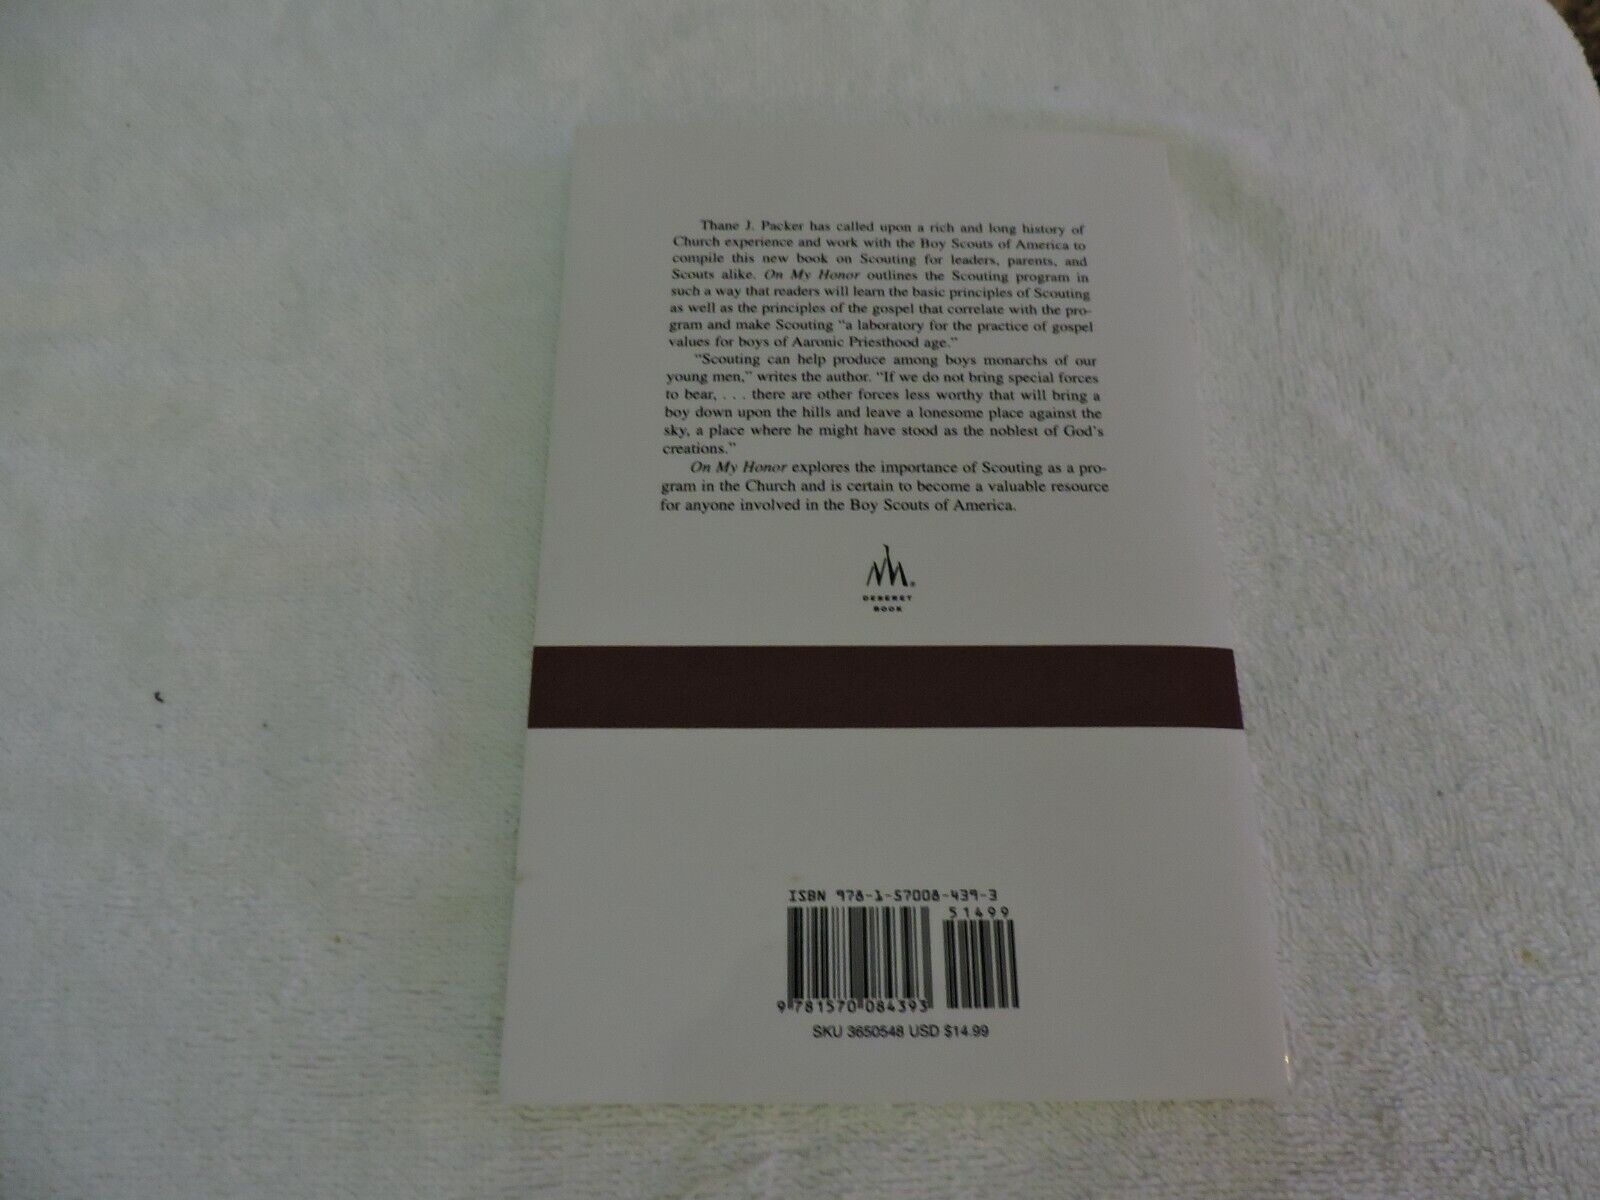 Thane J. Packer has called upon a rich and long history of
Church experience and work with the Boy Scouts of America to
compile this new book on Scouting for leaders, parents, and
Scouts alike. On My Honor outlines the Scouting program in
such a way that readers will learn the basic principles of Scouting
as well as the principles of the gospel that correlate with the pro-
gram and make Scouting "a laboratory for the practice of gospel
values for boys of Aaronic Priesthood age."
"Scouting can help produce among boys monarchs of our
young men," writes the author. "If we do not bring special forces
to bear, . . . there are other forces less worthy that will bring a
boy down upon the hills and leave a lonesome place against the
sky, a place where he might have stood as the noblest of God's
creations."
On My Honor explores the importance of Scouting as a pro-
gram in the Church and is certain to become a valuable resource
for anyone involved in the Boy Scouts of America.
DESERET
BOOK
ISBN 978-1-57008-439-3
51499
9 781570 084393
SKU 3650548 USD $14.99